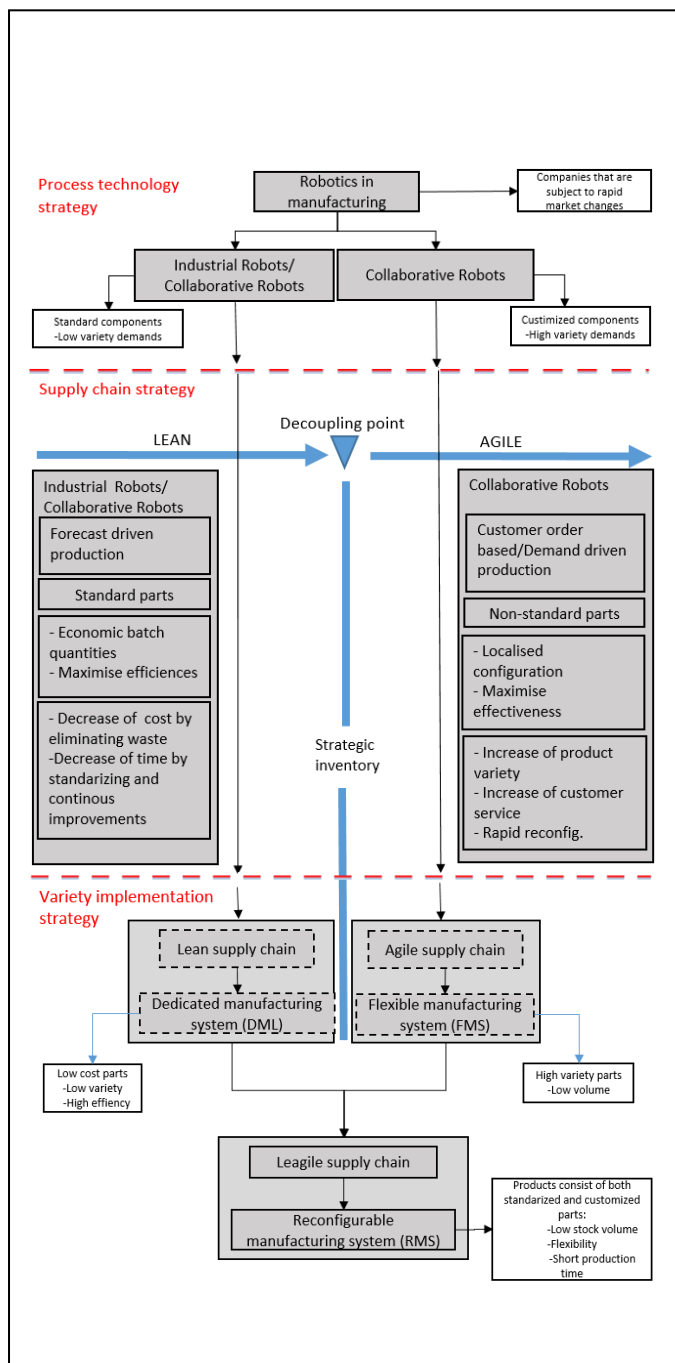 Process technology
strategy
Robotics in
manufacturing
Companies that are
subject to rapid
market changes
Industrial Robots/
Collaborative Robots
Collaborative Robots
Standard components
-Low variety demands
Custimized components
-High variety demands
Supply chain strategy
Decoupling point
LEAN
AGILE
Industrial Robots/
Collaborative Robots
Forecast driven
production
Standard parts
- Economic batch
quantities
- Maximise efficiences
- Decrease of cost by
eliminating waste
-Decrease of time by
standarizing and
continous
improvements
Strategic
inventory
Collaborative Robots
Customer order
based/Demand driven
production
Non-standard parts
- Localised
configuration
- Maximise
effectiveness
- Increase of product
variety
- Increase of customer
service
- Rapid reconfig.
Variety implementation
strategy
Lean supply chain
Dedicated manufacturing
system (DML)
Agile supply chain
Flexible manufacturing
system (FMS)
Low cost parts
-Low variety
-High effiency
High variety parts
-Low volume
Leagile supply chain
Reconfigurable
manufacturing system (RMS)
Products consist of both
standarized and customized
parts:
-Low stock volume
-Flexibility
-Short production
time